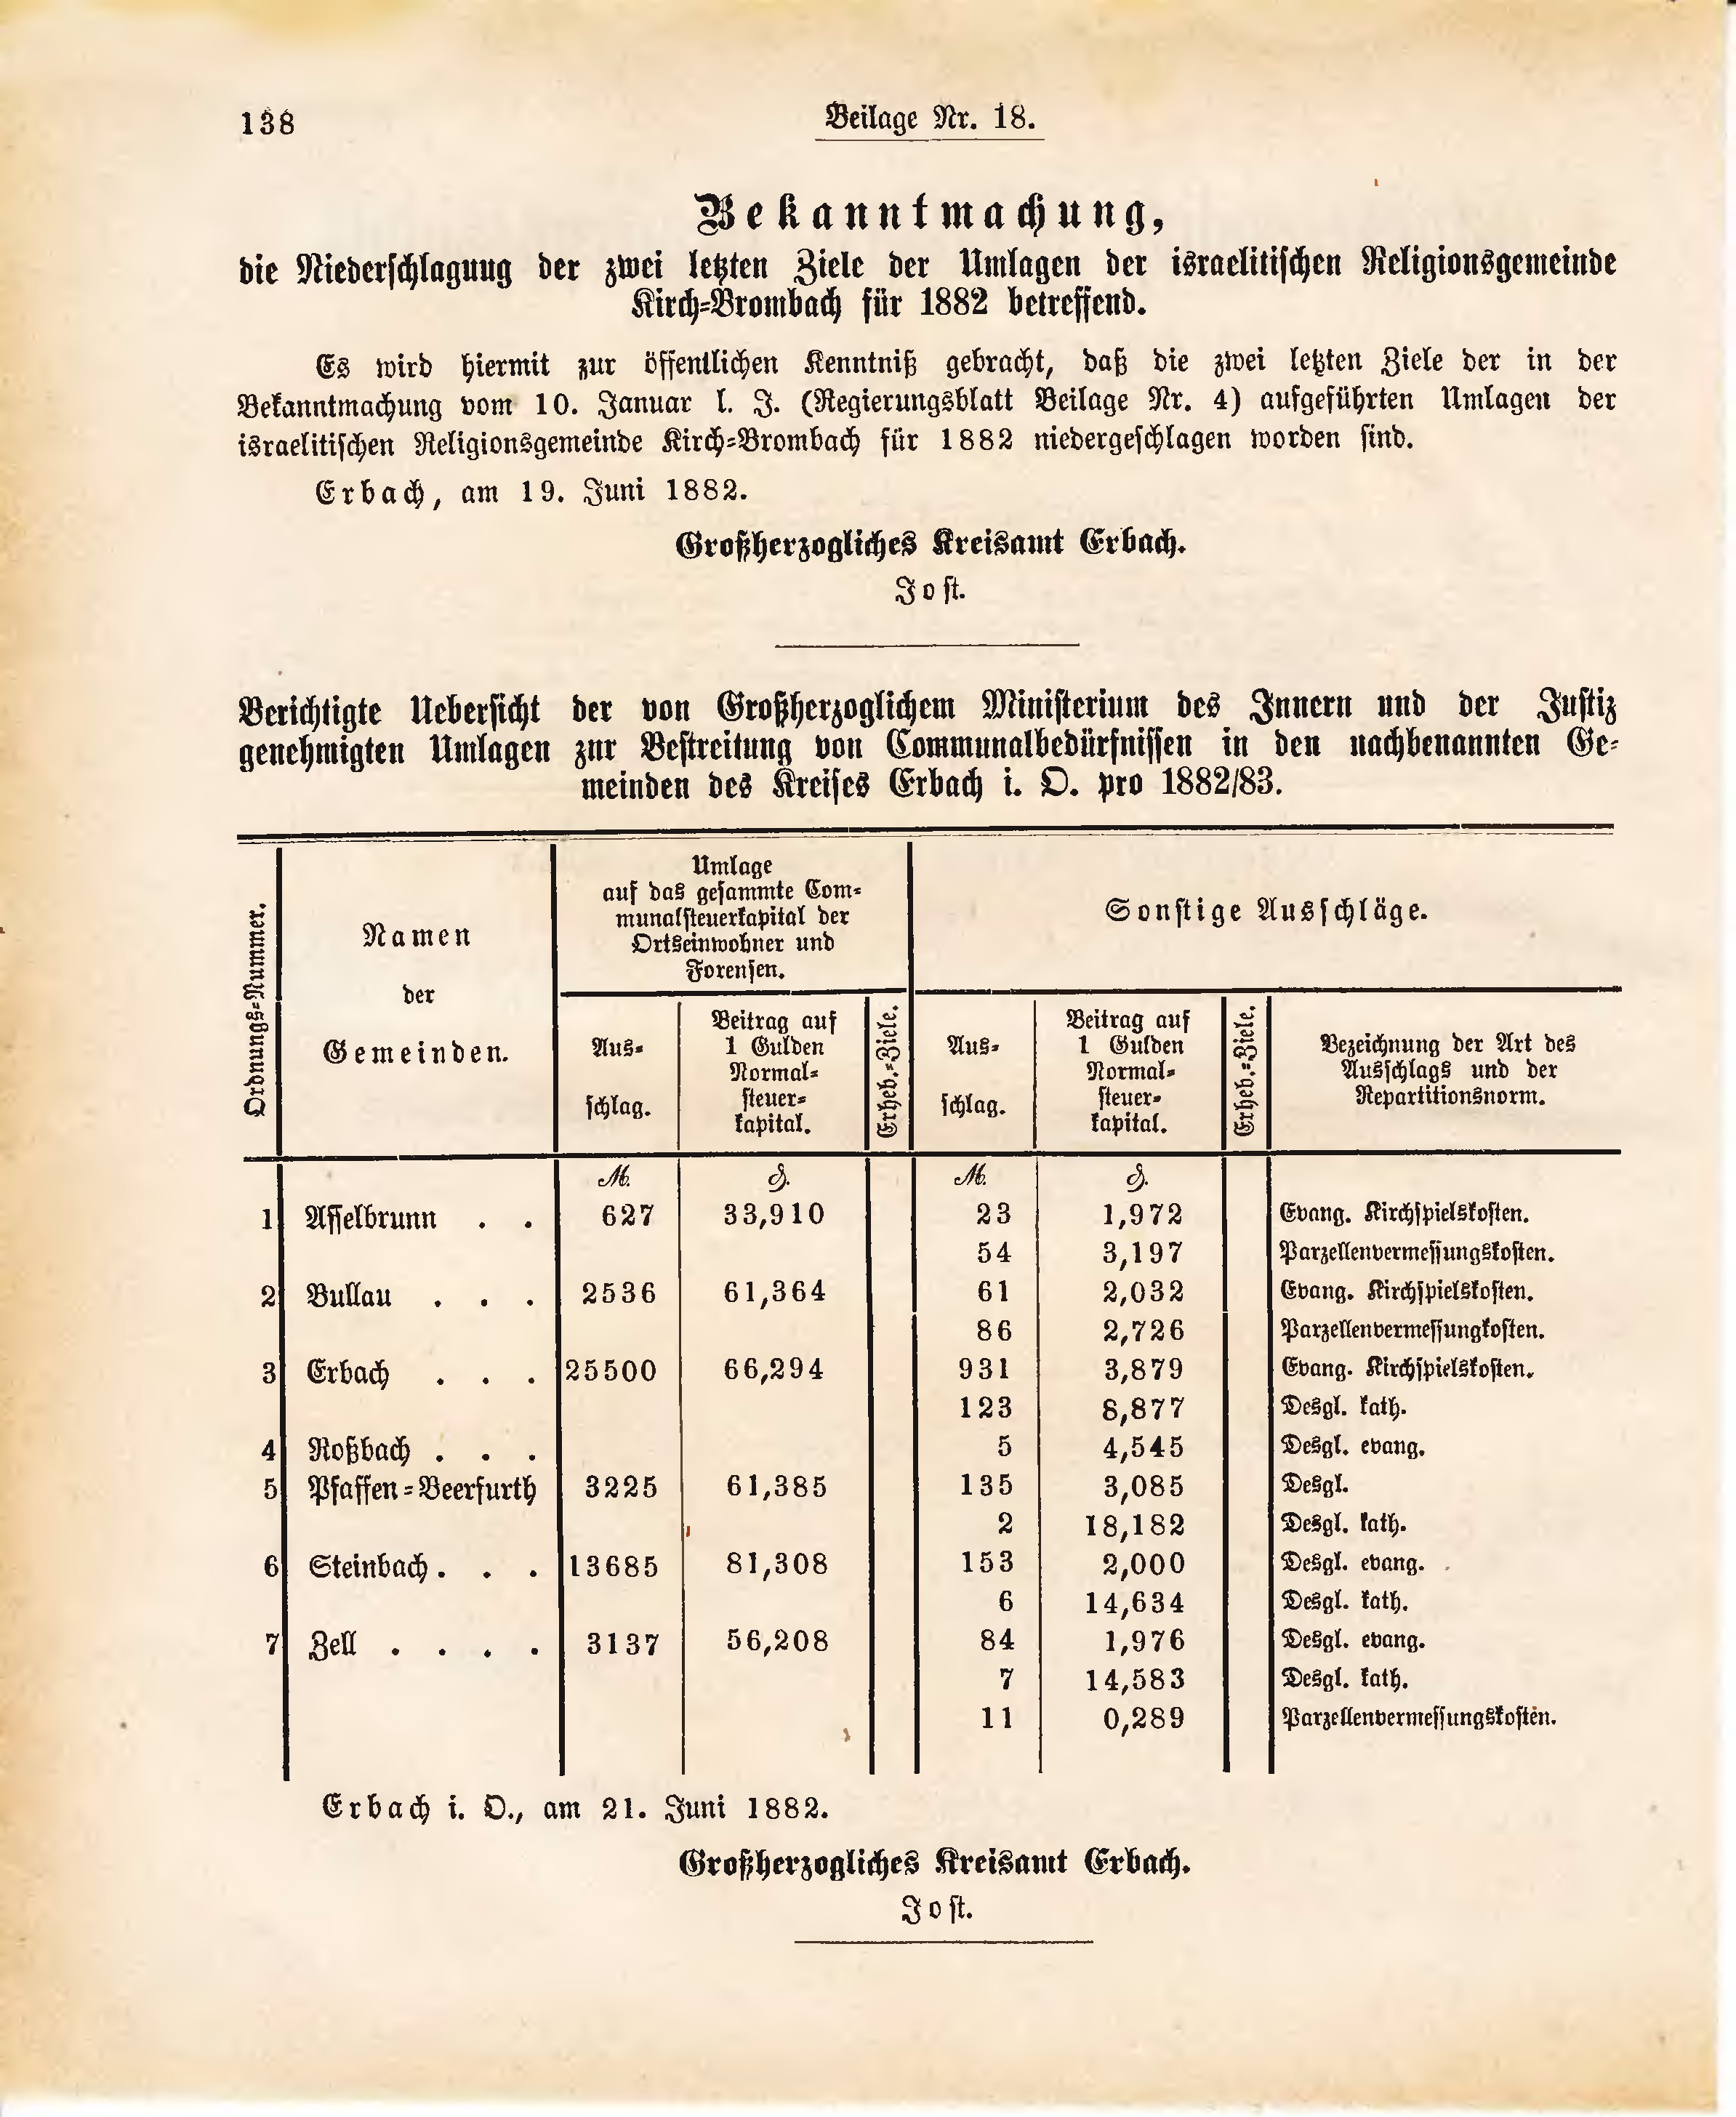 138
Beilage Nr. 18.
Bekanntmachung,
die Niederschlagung der zwei letzten Ziele der Umlagen der israelitischen Religionsgemeinde
Kirch=Brombach für 1882 betreffend.
Es wird hiermit zur öffentlichen Kenntniß gebracht, daß die zwei letzten Ziele der in der
Bekanntmachung vom 10. Januar l. J. (Regierungsblatt Beilage Nr. 4) aufgeführten Umlagen der
israelitischen Religionsgemeinde Kirch=Brombach für 1882 niedergeschlagen worden sind.
Erbach, am 19. Juni 1882.
Großherzogliches Kreisamt Erbach.
Jost.
Berichtigte Uebersicht der von Großherzoglichem Ministerium des Innern und der Justiz
genehmigten Umlagen zur Bestreitung von Communalbedürfnissen in den nachbenannten Ge=
meinden des Kreises Erbach i. O. pro 1882/83.
Ordnungs=Nummer.
Namen
der
Gemeinden.
Umlage
auf das gesammte Com=
munalsteuerkapital der
Ortseinwohner und
Forensen.
Sonstige Ausschläge.
Aus=
schlag.
Beitrag auf
1 Gulden
Normal=
steuer=
kapital.
Erheb.=Ziele.
Aus=
schlag.
Beitrag auf
1 Gulden
Normal=
steuer=
kapital.
Erheb.=Ziele.
Bezeichnung der Art des
Ausschlags und der
Repartitionsnorm.
M. ₰. M. ₰.
1 Asselbrunn . . 627 33,910 23 1,972 Evang. Kirchspielskosten.
54 3,197 Parzellenvermessungskosten.
2 Bullau . . . 2536 61,364 61 2,032 Evang. Kirchspielskosten.
86 2,726 Parzellenvermessungkosten.
3 Erbach . . . 25500 66,294 931 3,879 Evang. Kirchspielskosten.
123 8,877 Desgl. kath.
4 Roßbach . . . 5 4,545 Desgl. evang.
5 Pfaffen=Beerfurth 3225 61,385 135 3,085 Desgl.
2 18,182 Desgl. kath.
6 Steinbach . . . 13685 81,308 153 2,000 Desgl. evang.
6 14,634 Desgl. kath.
7 Zell . . . . 3137 56,208 84 1,976 Desgl. evang.
7 14,583 Desgl. kath.
11 0,289 Parzellenvermessungskosten.
Erbach i. O., am 21. Juni 1882.
Großherzogliches Kreisamt Erbach.
Jost.